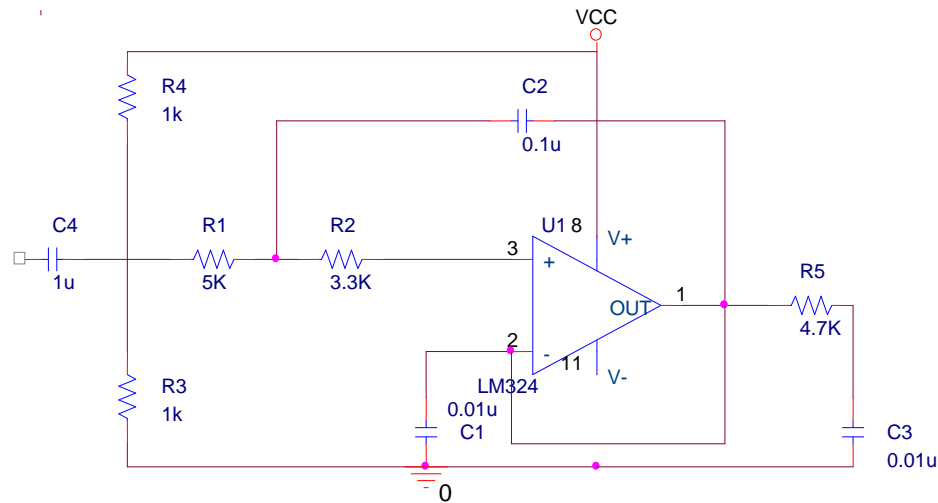 VCC
R4
1k
C2
0.1u
C4
1u
R1
5K
R2
3.3K
U1
8
V+
3
+
OUT
1
R5
4.7K
2
-
11
V-
LM324
R3
1k
0.01u
C1
C3
0.01u
0